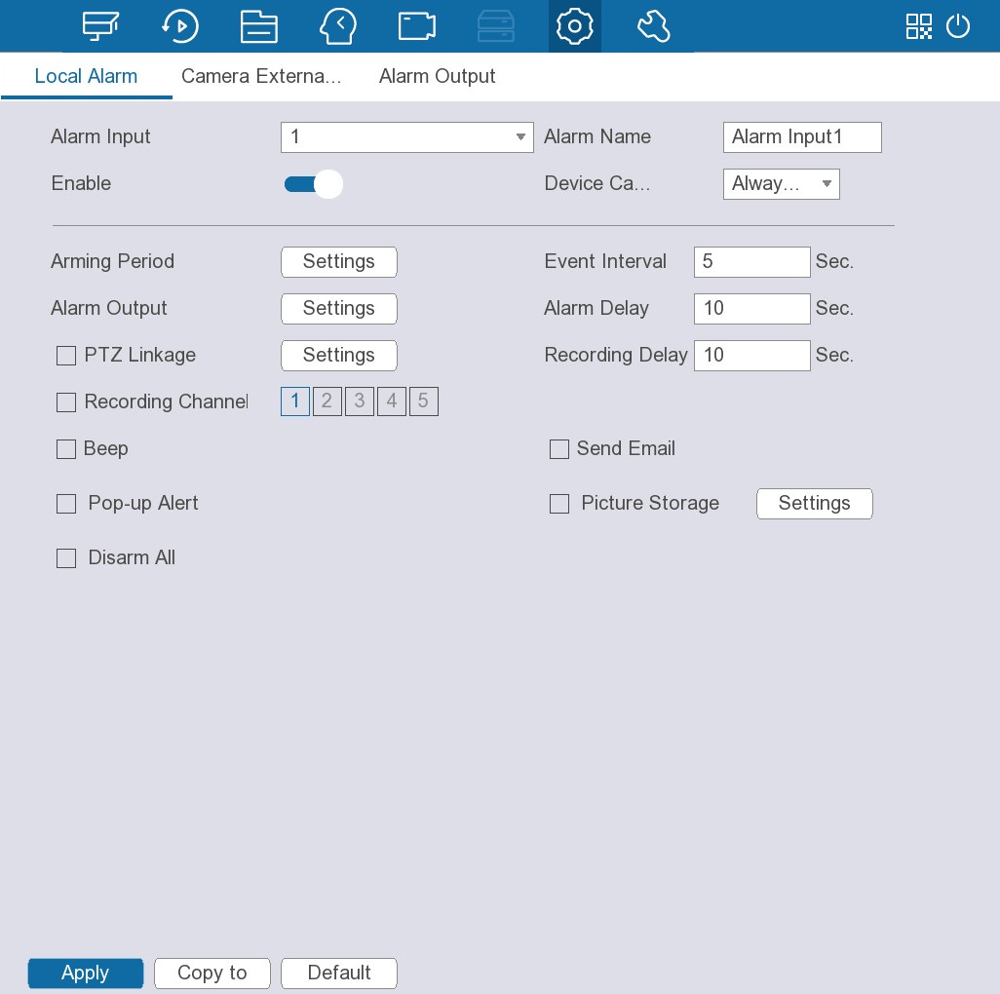 Local Alarm Camera Externa... Alarm Output
Alarm Input 1 Alarm Name Alarm Input1
Enable Device Ca... Alway...
Arming Period Settings Event Interval 5 Sec.
Alarm Output Settings Alarm Delay 10 Sec.
PTZ Linkage Settings Recording Delay 10 Sec.
Recording Channel 1 2 3 4 5
Beep Send Email
Pop-up Alert Picture Storage Settings
Disarm All
Apply Copy to Default